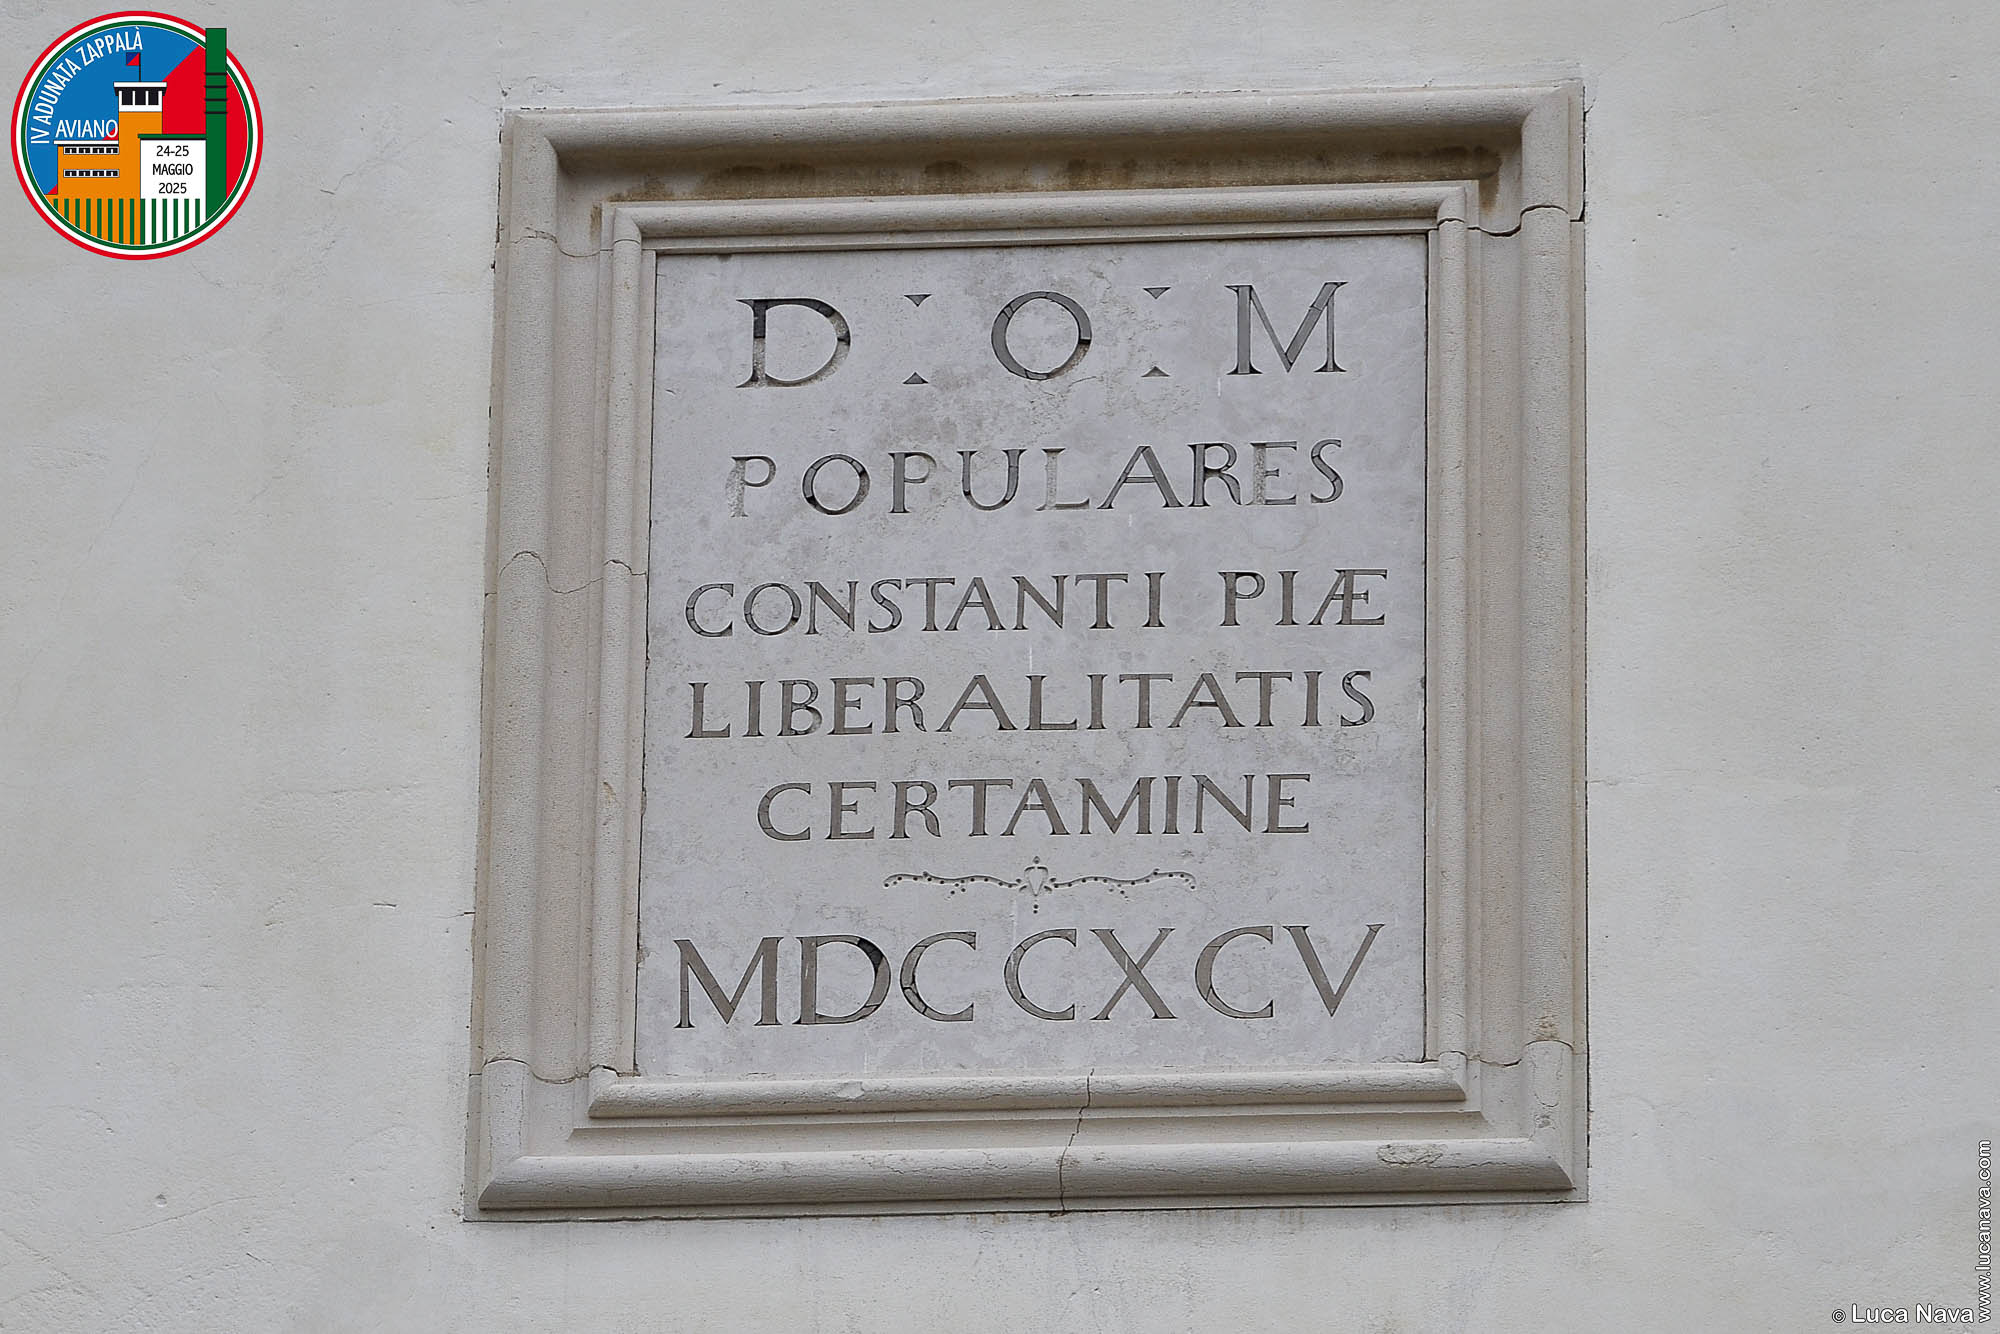 IV ADUNATA ZAPPALÀ
AVIANO
24-25
MAGGIO
2025
D : O : M
POPULARES
CONSTANTI PIÆ
LIBERALITATIS
CERTAMINE
MDCCXCV
© Luca Nava www.lucanava.com